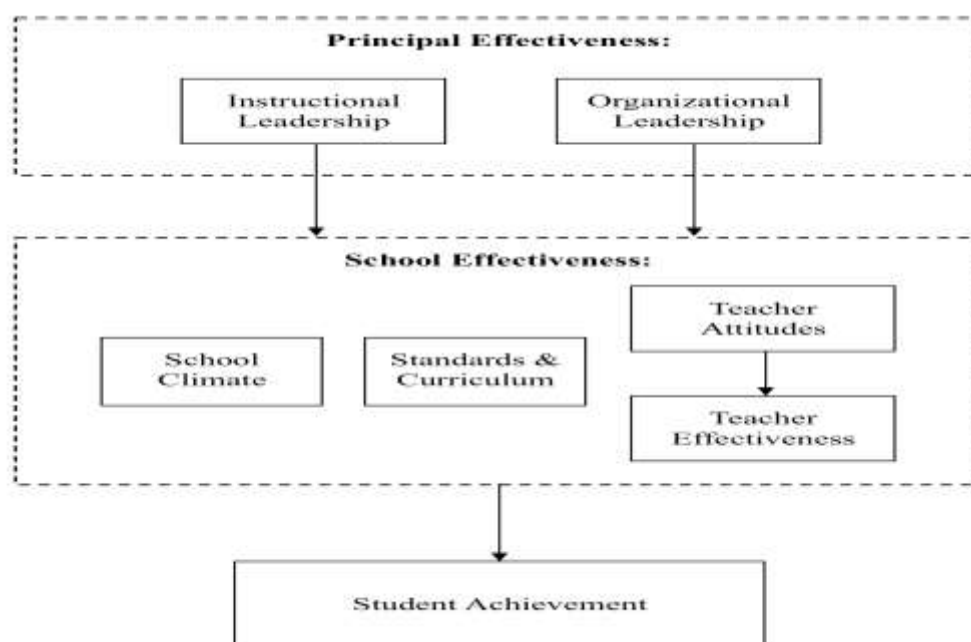 Principal Effectiveness:
Instructional
Leadership
Organizational
Leadership
School Effectiveness:
Teacher
Attitudes
School
Climate
Standards &
Curriculum
Teacher
Effectiveness
Student Achievement